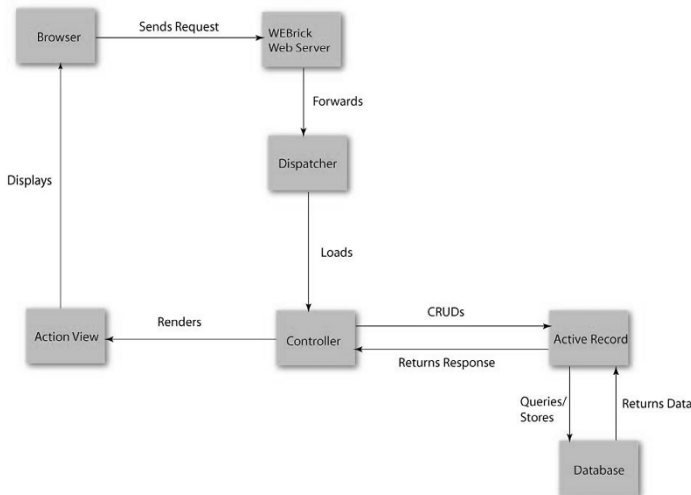 Browser
Sends Request
WEBrick
Web Server
Forwards
Dispatcher
Displays
Loads
Action View
Renders
Controller
CRUDs
Returns Response
Active Record
Queries/
Stores
Returns Data
Database